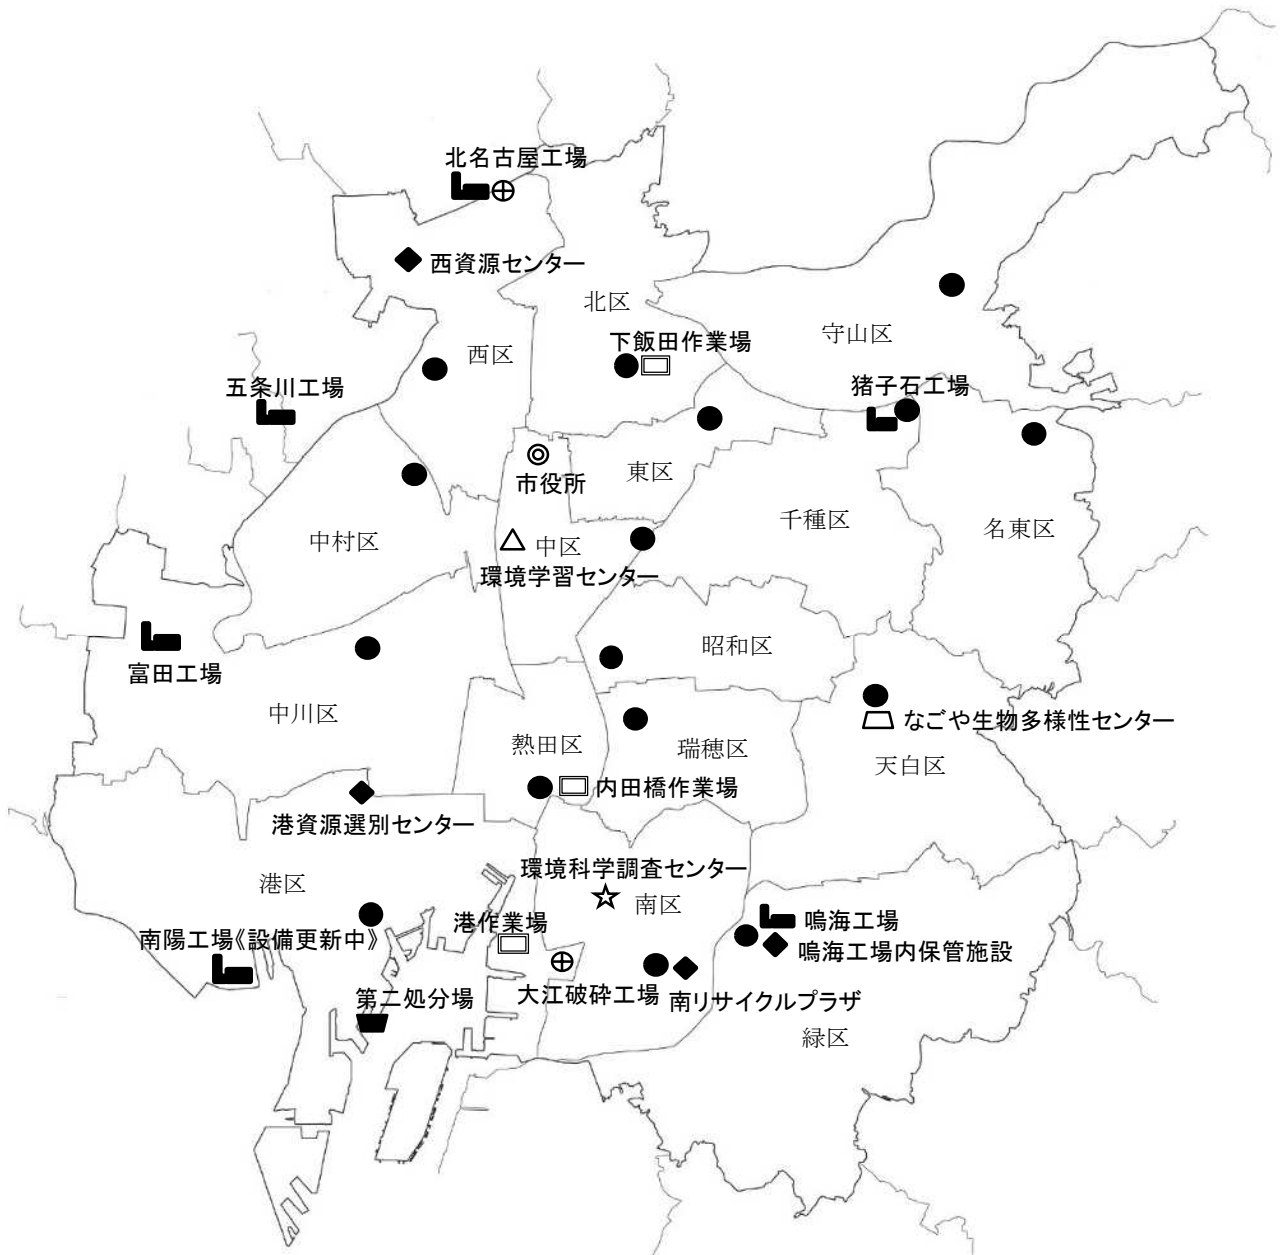 北名古屋工場
西資源センター
北区
守山区
下飯田作業場
西区
五条川工場
猪子石工場
市役所
東区
千種区
名東区
中村区
中区
環境学習センター
昭和区
富田工場
中川区
なごや生物多様性センター
熱田区
瑞穂区
天白区
内田橋作業場
港資源選別センター
環境科学調査センター
港区
南区
港作業場
鳴海工場
南陽工場《設備更新中》
鳴海工場内保管施設
第二処分場
大江破砕工場
南リサイクルプラザ
緑区